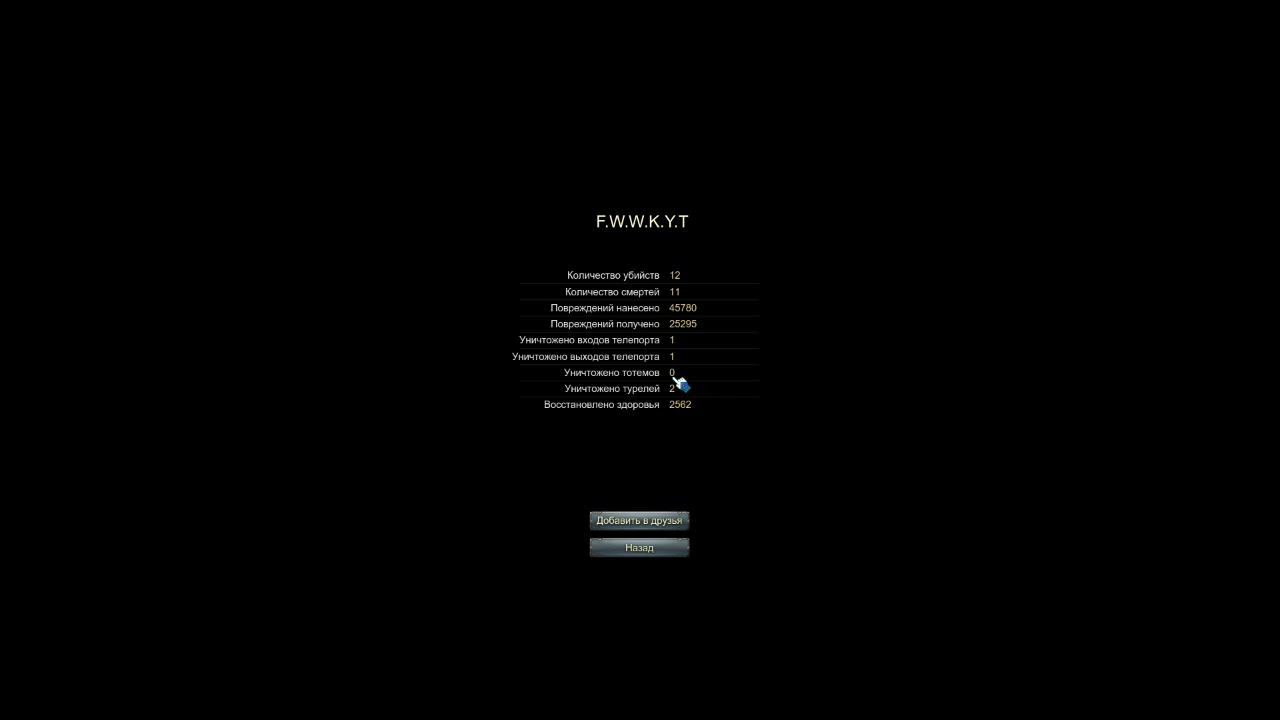 F.W.W.K.Y.T
Количество убийств 12
Количество смертей 11
Повреждений нанесено 45780
Повреждений получено 25295
Уничтожено входов телепорта 1
Уничтожено выходов телепорта 1
Уничтожено тотемов 0
Уничтожено турелей 2
Восстановлено здоровья 2562
Добавить в друзья
Назад